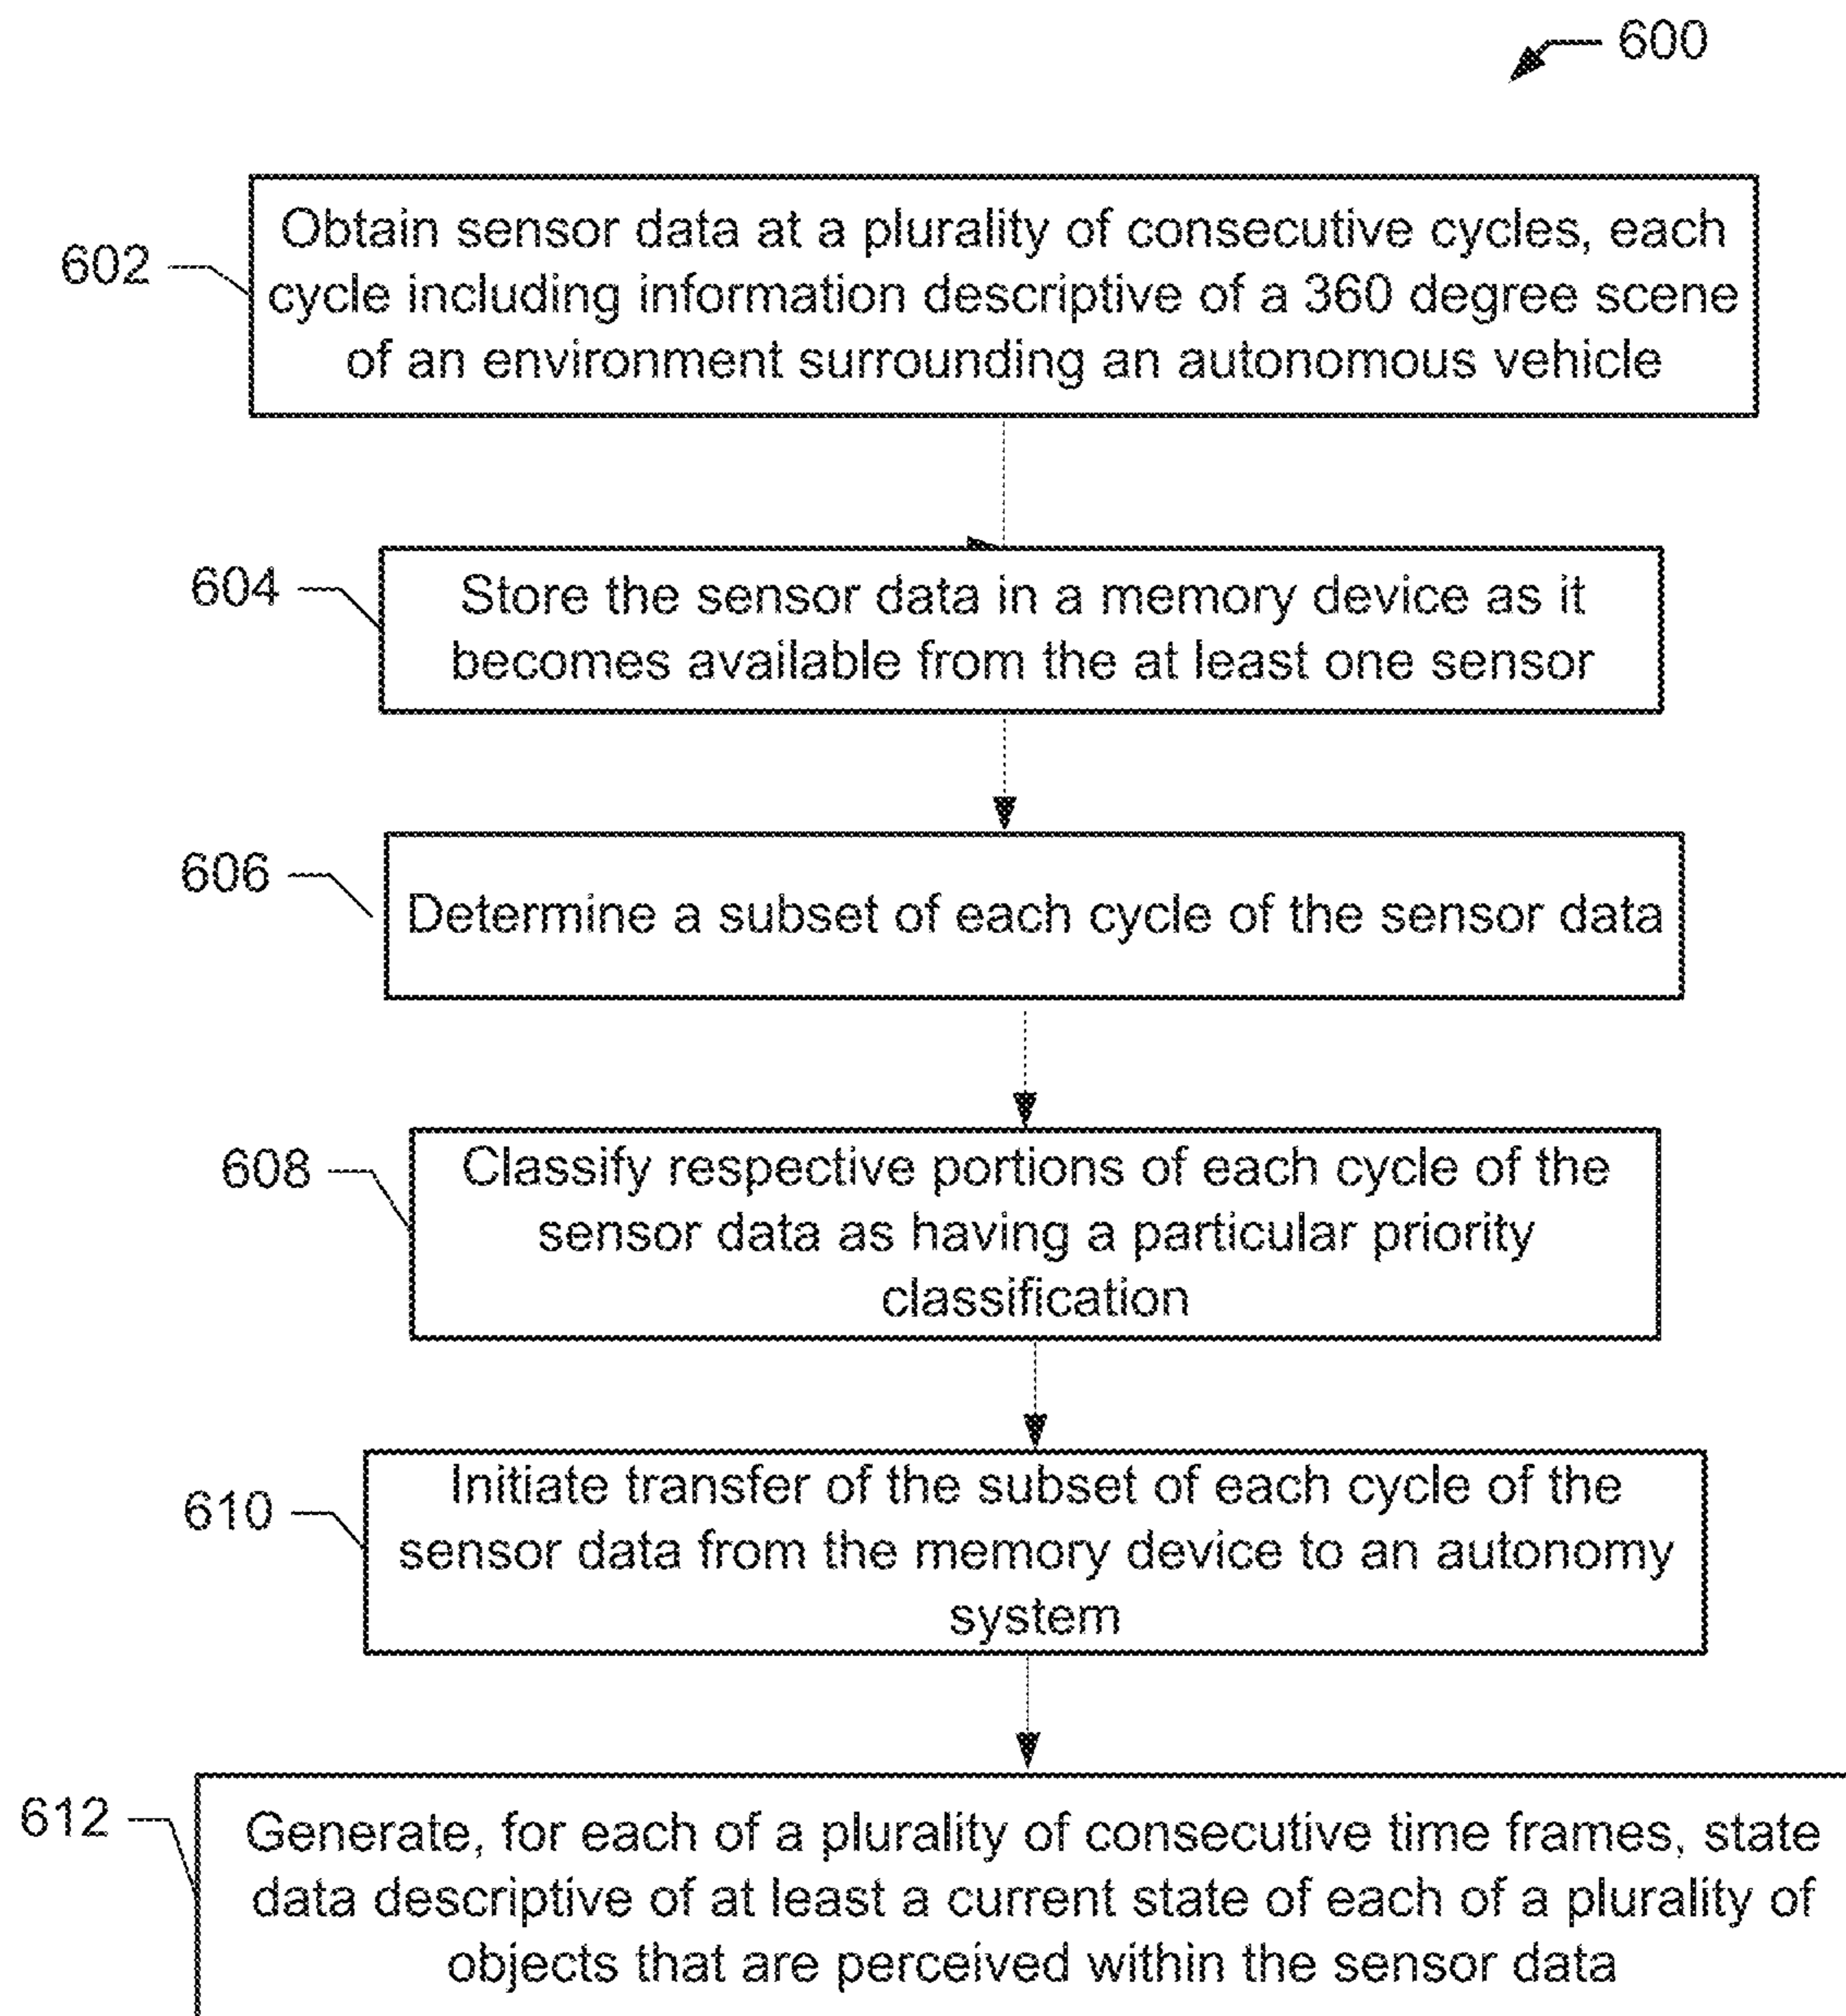 600
602
Obtain sensor data at a plurality of consecutive cycles, each
cycle including information descriptive of a 360 degree scene
of an environment surrounding an autonomous vehicle
604
Store the sensor data in a memory device as it
becomes available from the at least one sensor
606
Determine a subset of each cycle of the sensor data
608
Classify respective portions of each cycle of the
sensor data as having a particular priority
classification
610
Initiate transfer of the subset of each cycle of the
sensor data from the memory device to an autonomy
system
612
Generate, for each of a plurality of consecutive time frames, state
data descriptive of at least a current state of each of a plurality of
objects that are perceived within the sensor data